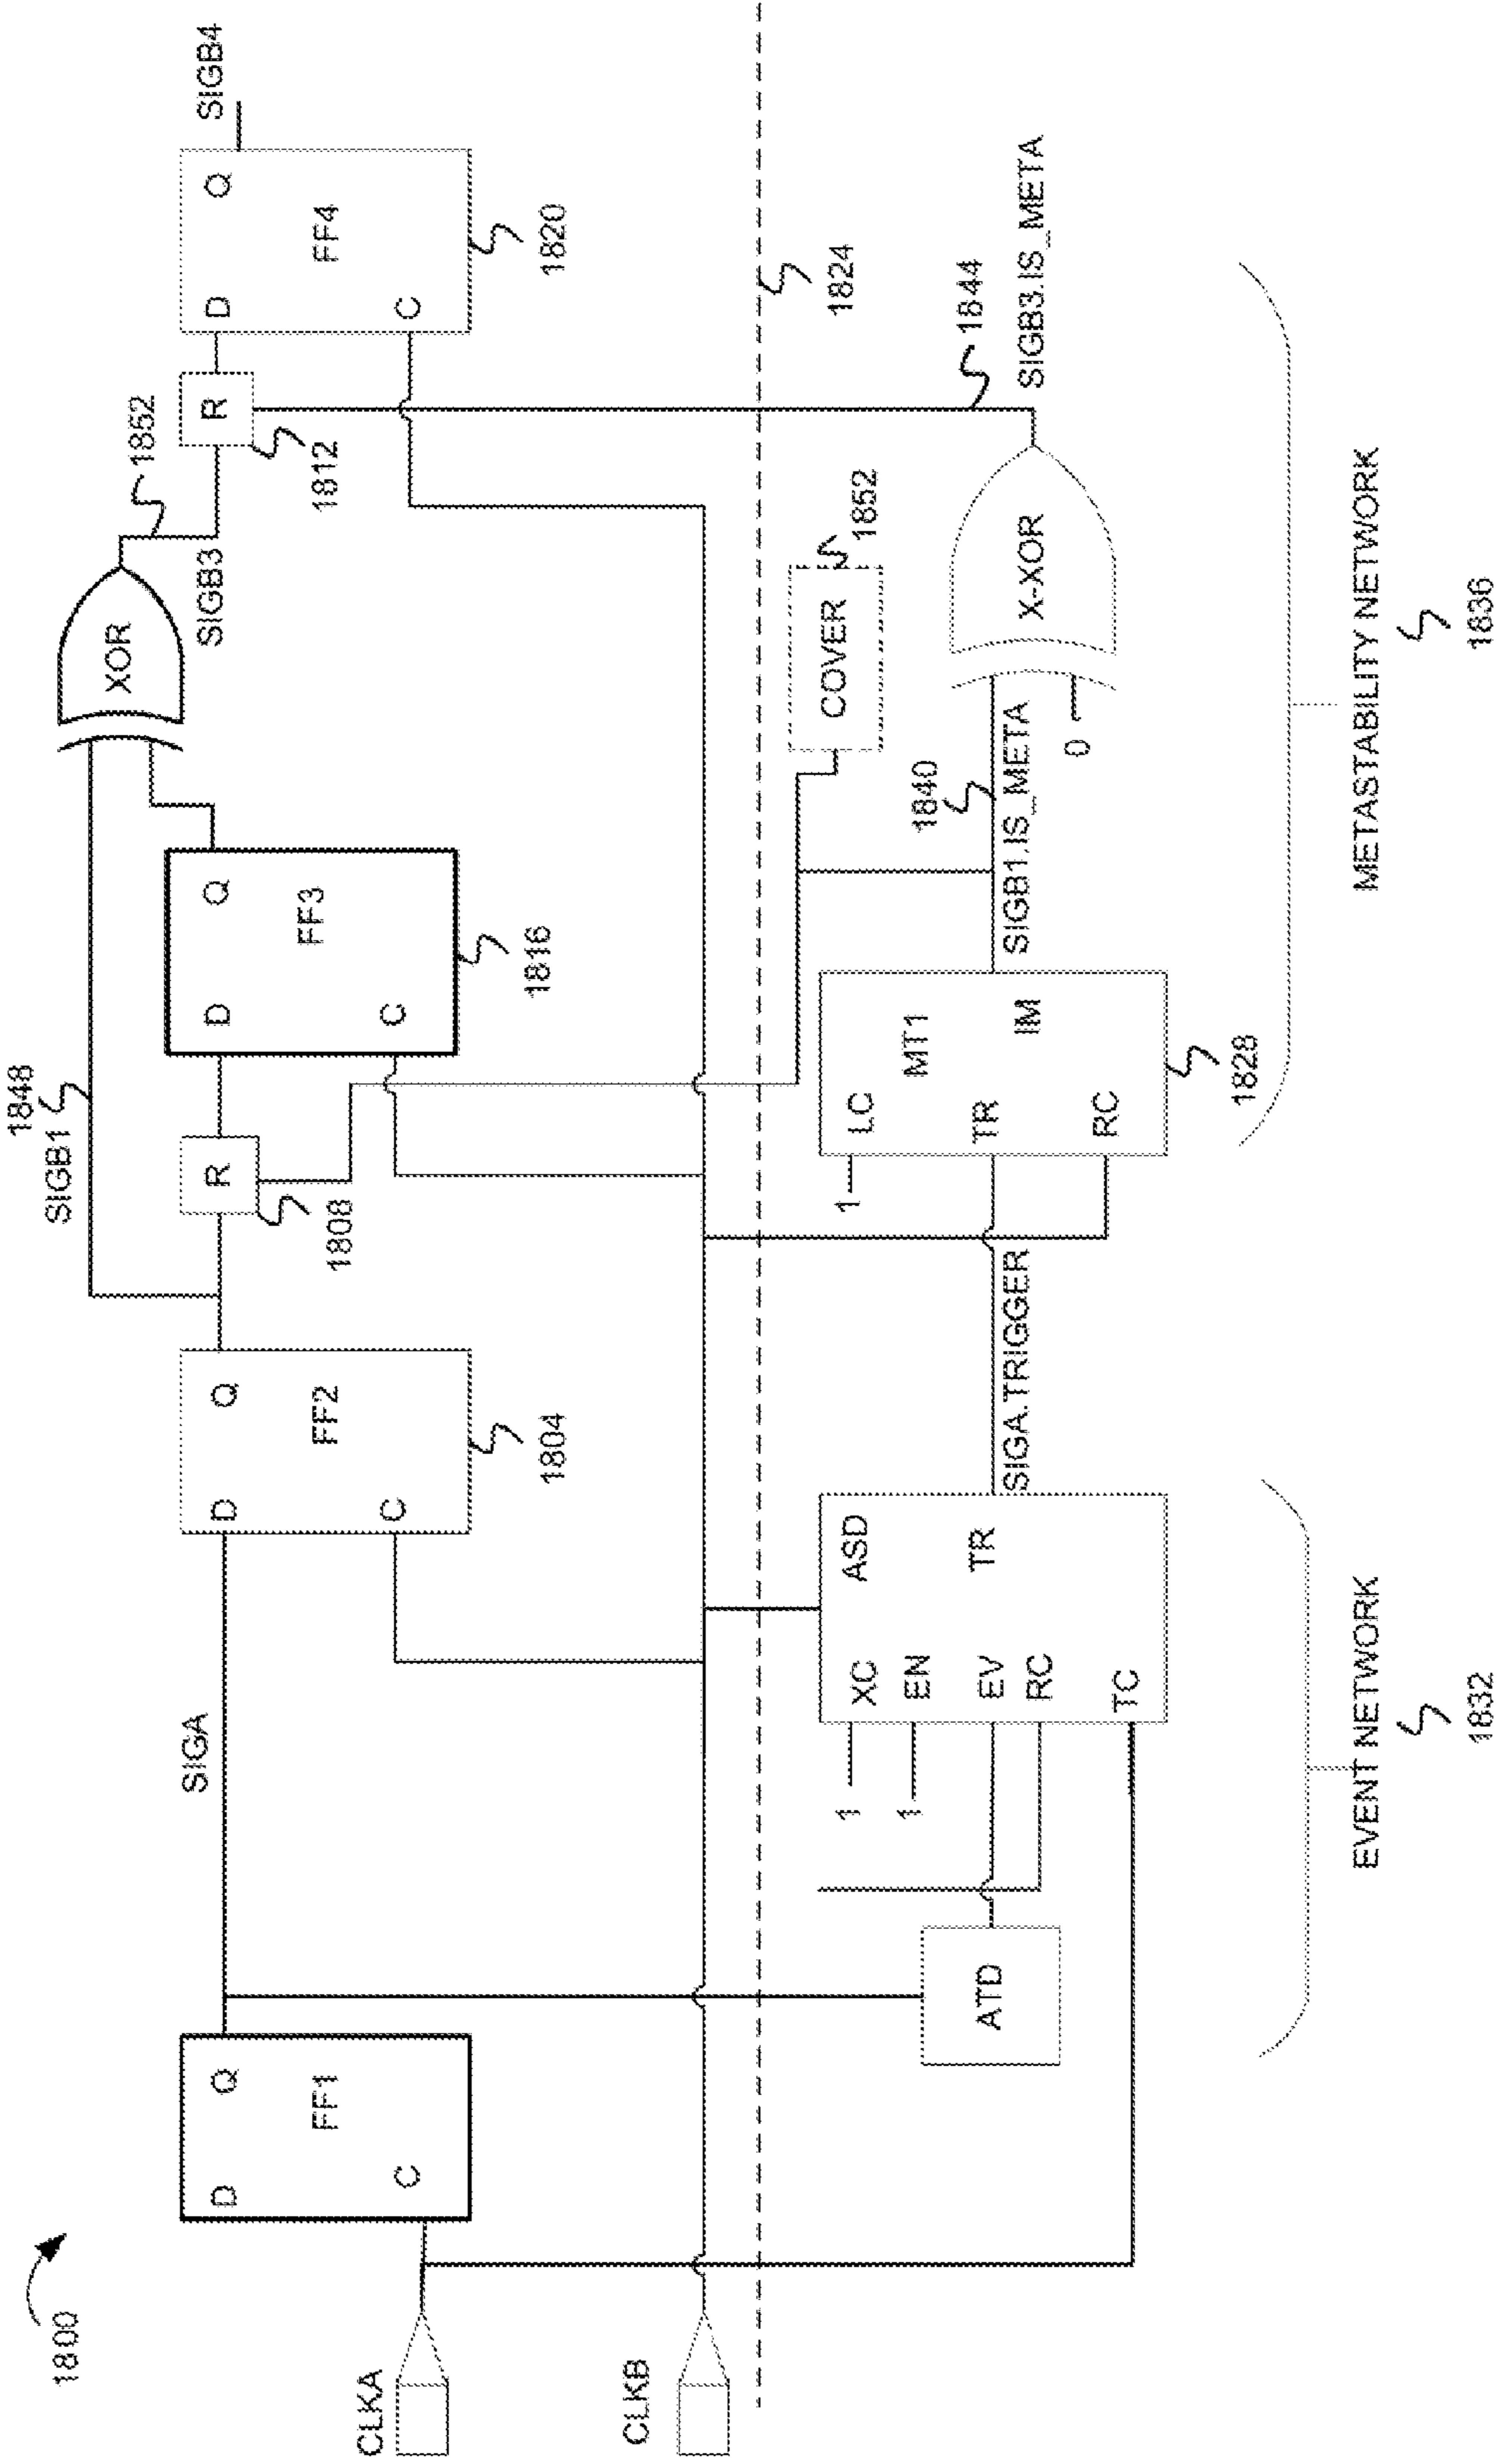 1800
CLKA
CLKB
D
Q
FF1
C
SIGA
D
Q
FF2
C
1804
1848
SIGB1
R
1808
D
Q
FF3
C
1816
XOR
1852
SIGB3
R
1812
D
Q
FF4
C
1820
SIGB4
1824
ATD
1
XC
ASD
1
EN
EV
TR
RC
TC
SIGA.TRIGGER
1
LC
MT1
TR
IM
RC
1828
SIGB1.IS_META
1840
COVER
1852
0
X-XOR
1844
SIGB3.IS_META
EVENT NETWORK
1832
METASTABILITY NETWORK
1836